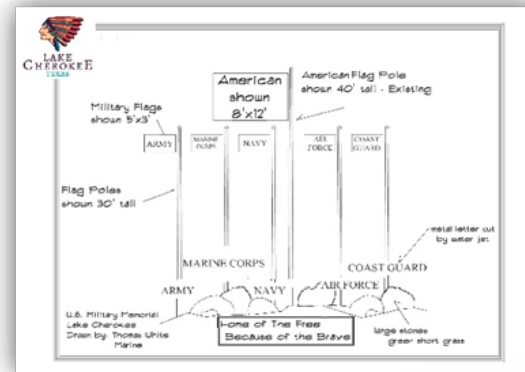 LAKE
CHEROKEE
TEXAS
American
shown
8'x12'
American Flag Pole
shown 40' tall - Existing
Military Flags
shown 5'x3'
ARMY
MARINE
CORPS
NAVY
AIR
FORCE
COAST
GUARD
Flag Poles
shown 30' tall
metal letter cut
by water jet
MARINE CORPS
COAST GUARD
ARMY
NAVY
AIR FORCE
U.S. Military Memorial
Lake Cherokee
Drawn by: Thomas White
Marine
Home of The Free
Because of the Brave
large stones
green short grass